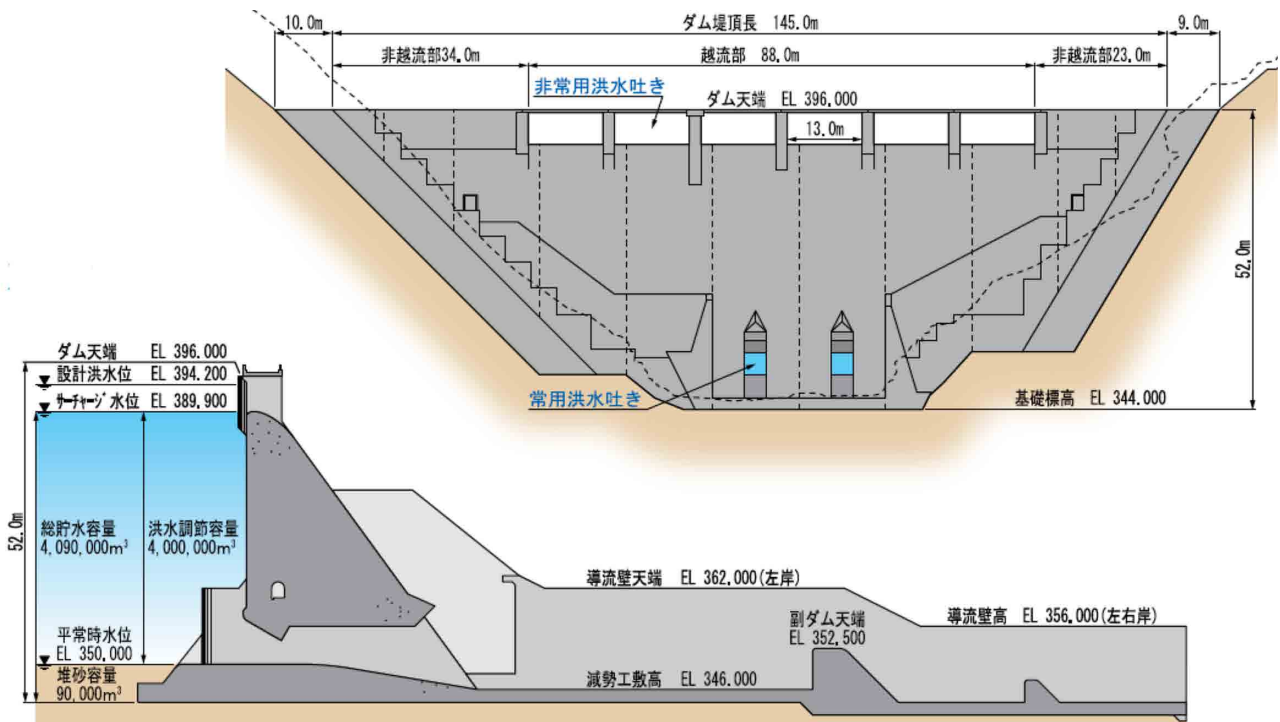 10.0m
ダム堤頂長 145.0m
9.0m
非越流部34.0m
越流部 88.0m
非越流部23.0m
非常用洪水吐き
ダム天端 EL 396.000
13.0m
52.0m
常用洪水吐き
基礎標高 EL 344.000
ダム天端 EL 396.000
設計洪水位 EL 394.200
サーチャージ水位 EL 389,900
52.0m
総貯水容量
4,090,000m³
洪水調節容量
4,000,000m³
平常時水位
EL 350,000
堆砂容量
90,000m³
導流壁天端 EL 362,000(左岸)
副ダム天端
EL 352,500
導流壁高 EL 356.000(左右岸)
減勢工敷高 EL 346.000